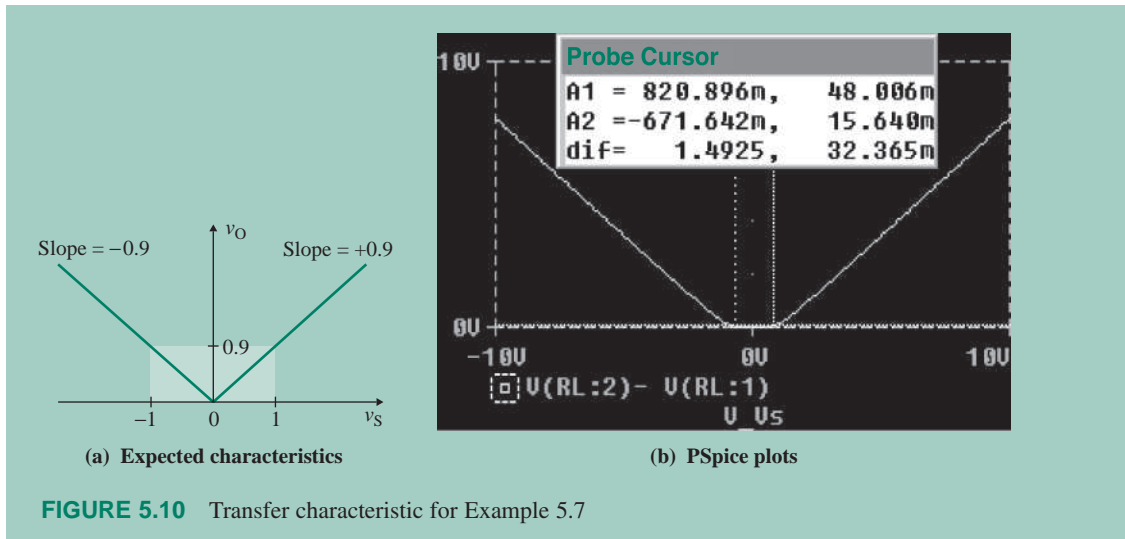 Slope = −0.9
vO
Slope = +0.9
0.9
−1
0
1
vS
(a) Expected characteristics
10V
Probe Cursor
A1 = 820.896m, 48.006m
A2 =-671.642m, 15.640m
dif= 1.4925, 32.365m
0V
-10V
0V
10V
V(RL:2)- V(RL:1)
V_Vs
(b) PSpice plots
FIGURE 5.10 Transfer characteristic for Example 5.7